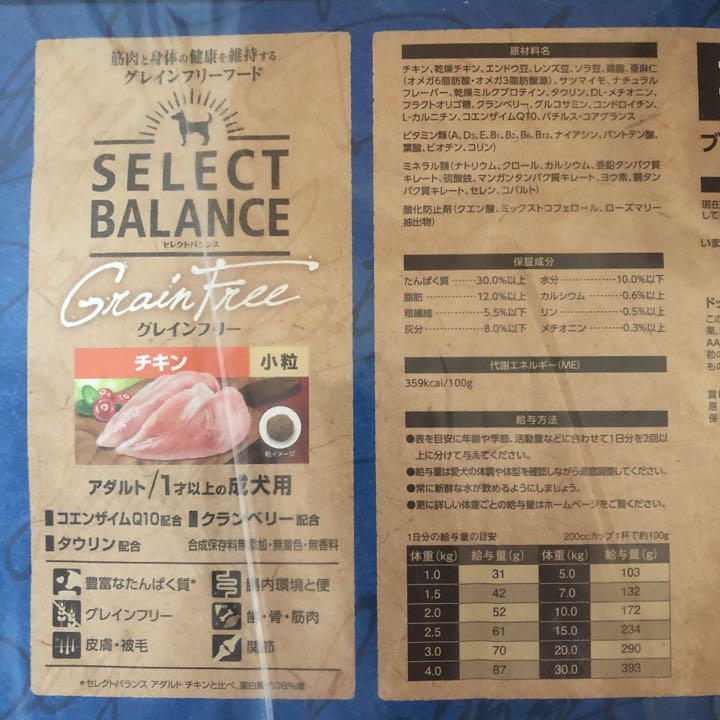 筋肉と身体の健康を維持する
グレインフリーフード
SELECT
BALANCE
セレクトバランス
Grain Free
グレインフリー
チキン 小粒
粒イメージ
アダルト/1才以上の成犬用
コエンザイムQ10配合 クランベリー配合
タウリン配合 合成保存料無添加・無着色・無香料
豊富なたんぱく質* 腸内環境と便
グレインフリー 歯・骨・筋肉
皮膚・被毛 関節
*セレクトバランス アダルト チキンと比べ、蛋白質 約36%増
原材料名
チキン、乾燥チキン、エンドウ豆、レンズ豆、ソラ豆、鶏脂、亜麻仁
(オメガ6脂肪酸・オメガ3脂肪酸源)、サツマイモ、ナチュラル
フレーバー、乾燥ミルクプロテイン、タウリン、DL-メチオニン、
フラクトオリゴ糖、クランベリー、グルコサミン、コンドロイチン、
L-カルニチン、コエンザイムQ10、バチルス・コアグランス
ビタミン類(A、D3、E、B1、B2、B6、B12、ナイアシン、パントテン酸、
葉酸、ビオチン、コリン)
ミネラル類(ナトリウム、クロール、カルシウム、亜鉛タンパク質
キレート、硫酸鉄、マンガンタンパク質キレート、ヨウ素、銅タン
パク質キレート、セレン、コバルト)
酸化防止剤(クエン酸、ミックストコフェロール、ローズマリー
抽出物)
保証成分
たんぱく質 ……… 30.0%以上 水分 ……… 10.0%以下
脂肪 ……… 12.0%以上 カルシウム ……… 0.6%以上
粗繊維 ……… 5.5%以下 リン ……… 0.5%以上
灰分 ……… 8.0%以下 メチオニン ……… 0.3%以上
代謝エネルギー(ME)
359kcal/100g
給与方法
●表を目安に年齢や季節、活動量などに合わせて1日分を2回以
上に分けて与えてください。
●給与量は愛犬の体調や体型を確認しながら適宜調整してください。
●常に新鮮な水が飲めるようにしましょう。
●更に詳しい体重ごとの給与量はホームページをご覧ください。
1日分の給与量の目安 200ccカップ1杯で約100g
体重(kg) 給与量(g) 体重(kg) 給与量(g)
1.0 31 5.0 103
1.5 42 7.0 132
2.0 52 10.0 172
2.5 61 15.0 234
3.0 70 20.0 290
4.0 87 30.0 393